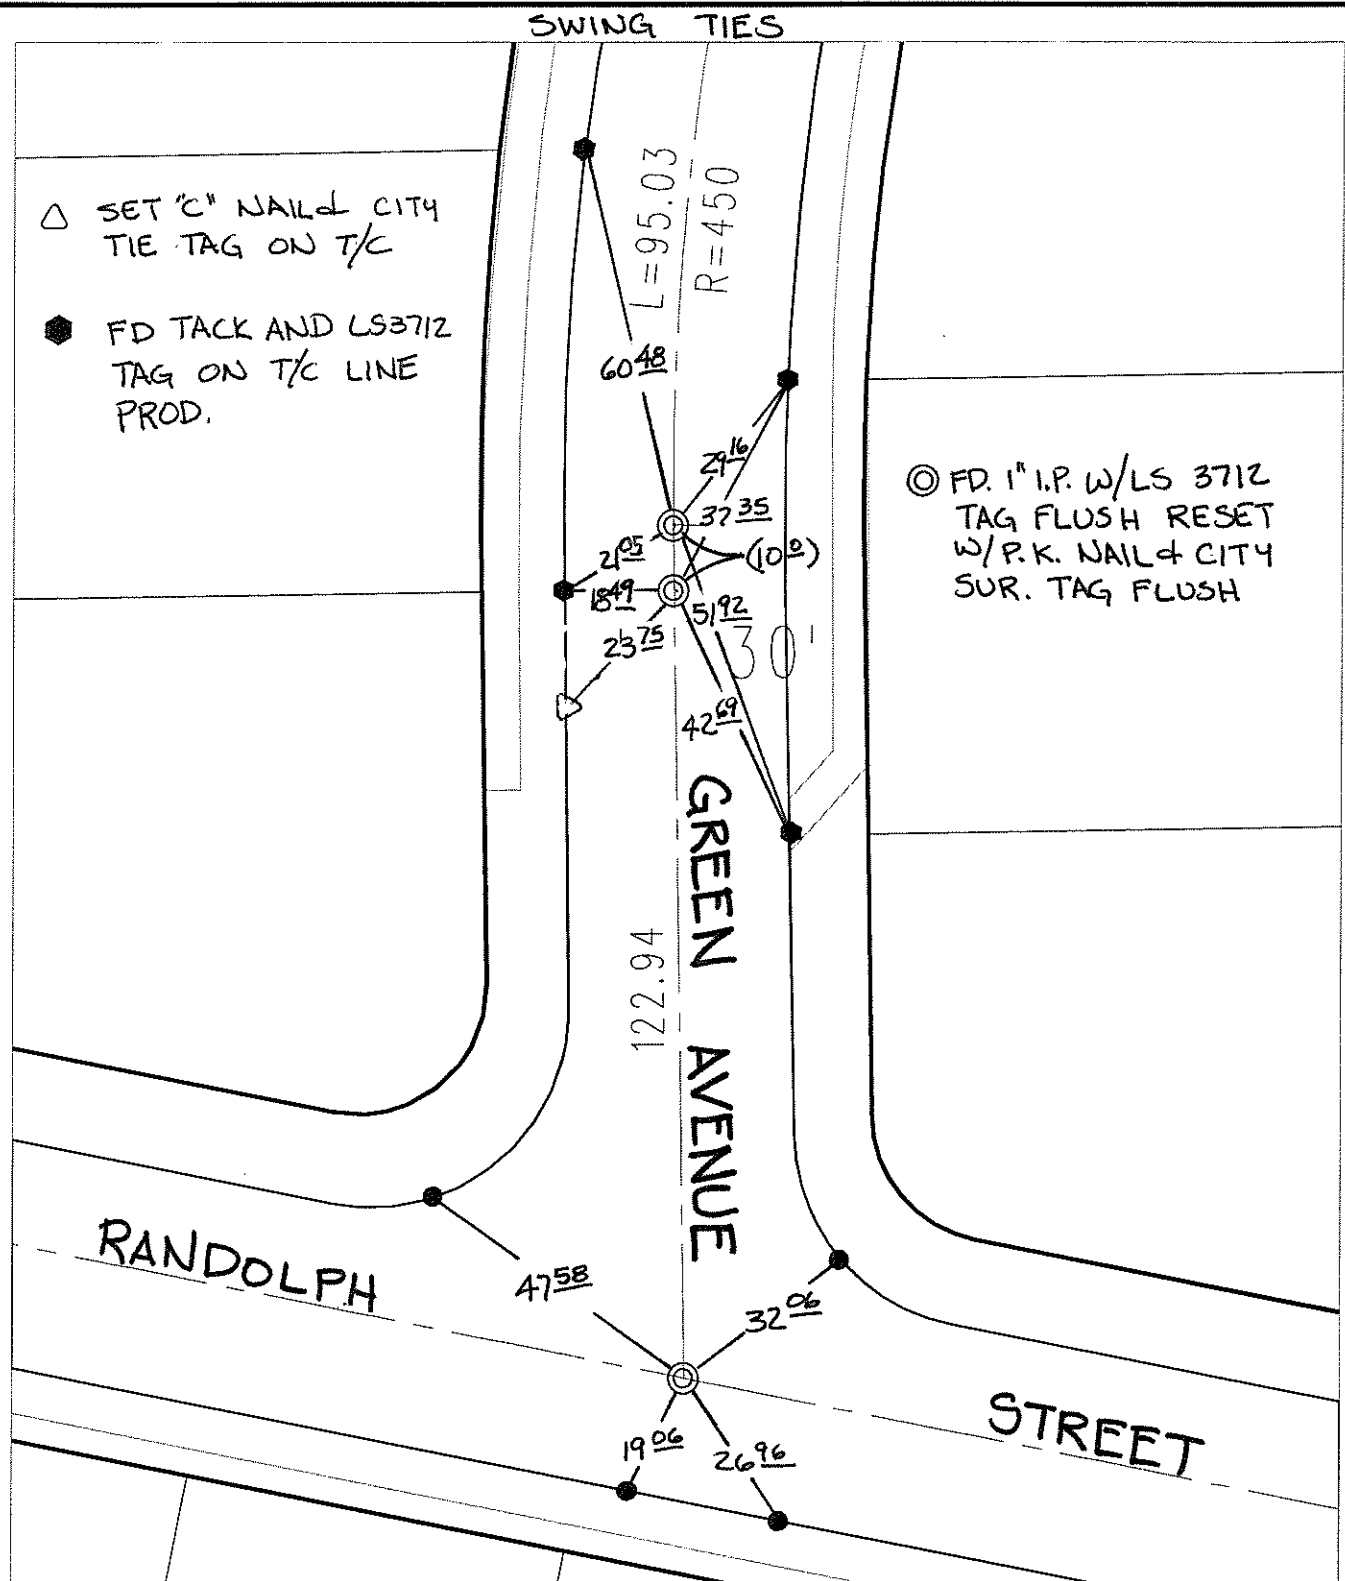 SWING TIES
△ SET "C" NAIL & CITY
TIE TAG ON T/C
FD TACK AND LS3712
TAG ON T/C LINE
PROD.
L=95.03
R=450
60 48
29 16
37 35
(10 0)
21 05
18 49
23 75
51 92
30'
42 69
◎ FD. 1" I.P. W/LS 3712
TAG FLUSH RESET
W/P.K. NAIL & CITY
SUR. TAG FLUSH
GREEN AVENUE
122.94
RANDOLPH STREET
47 58
32 06
19 06
26 96